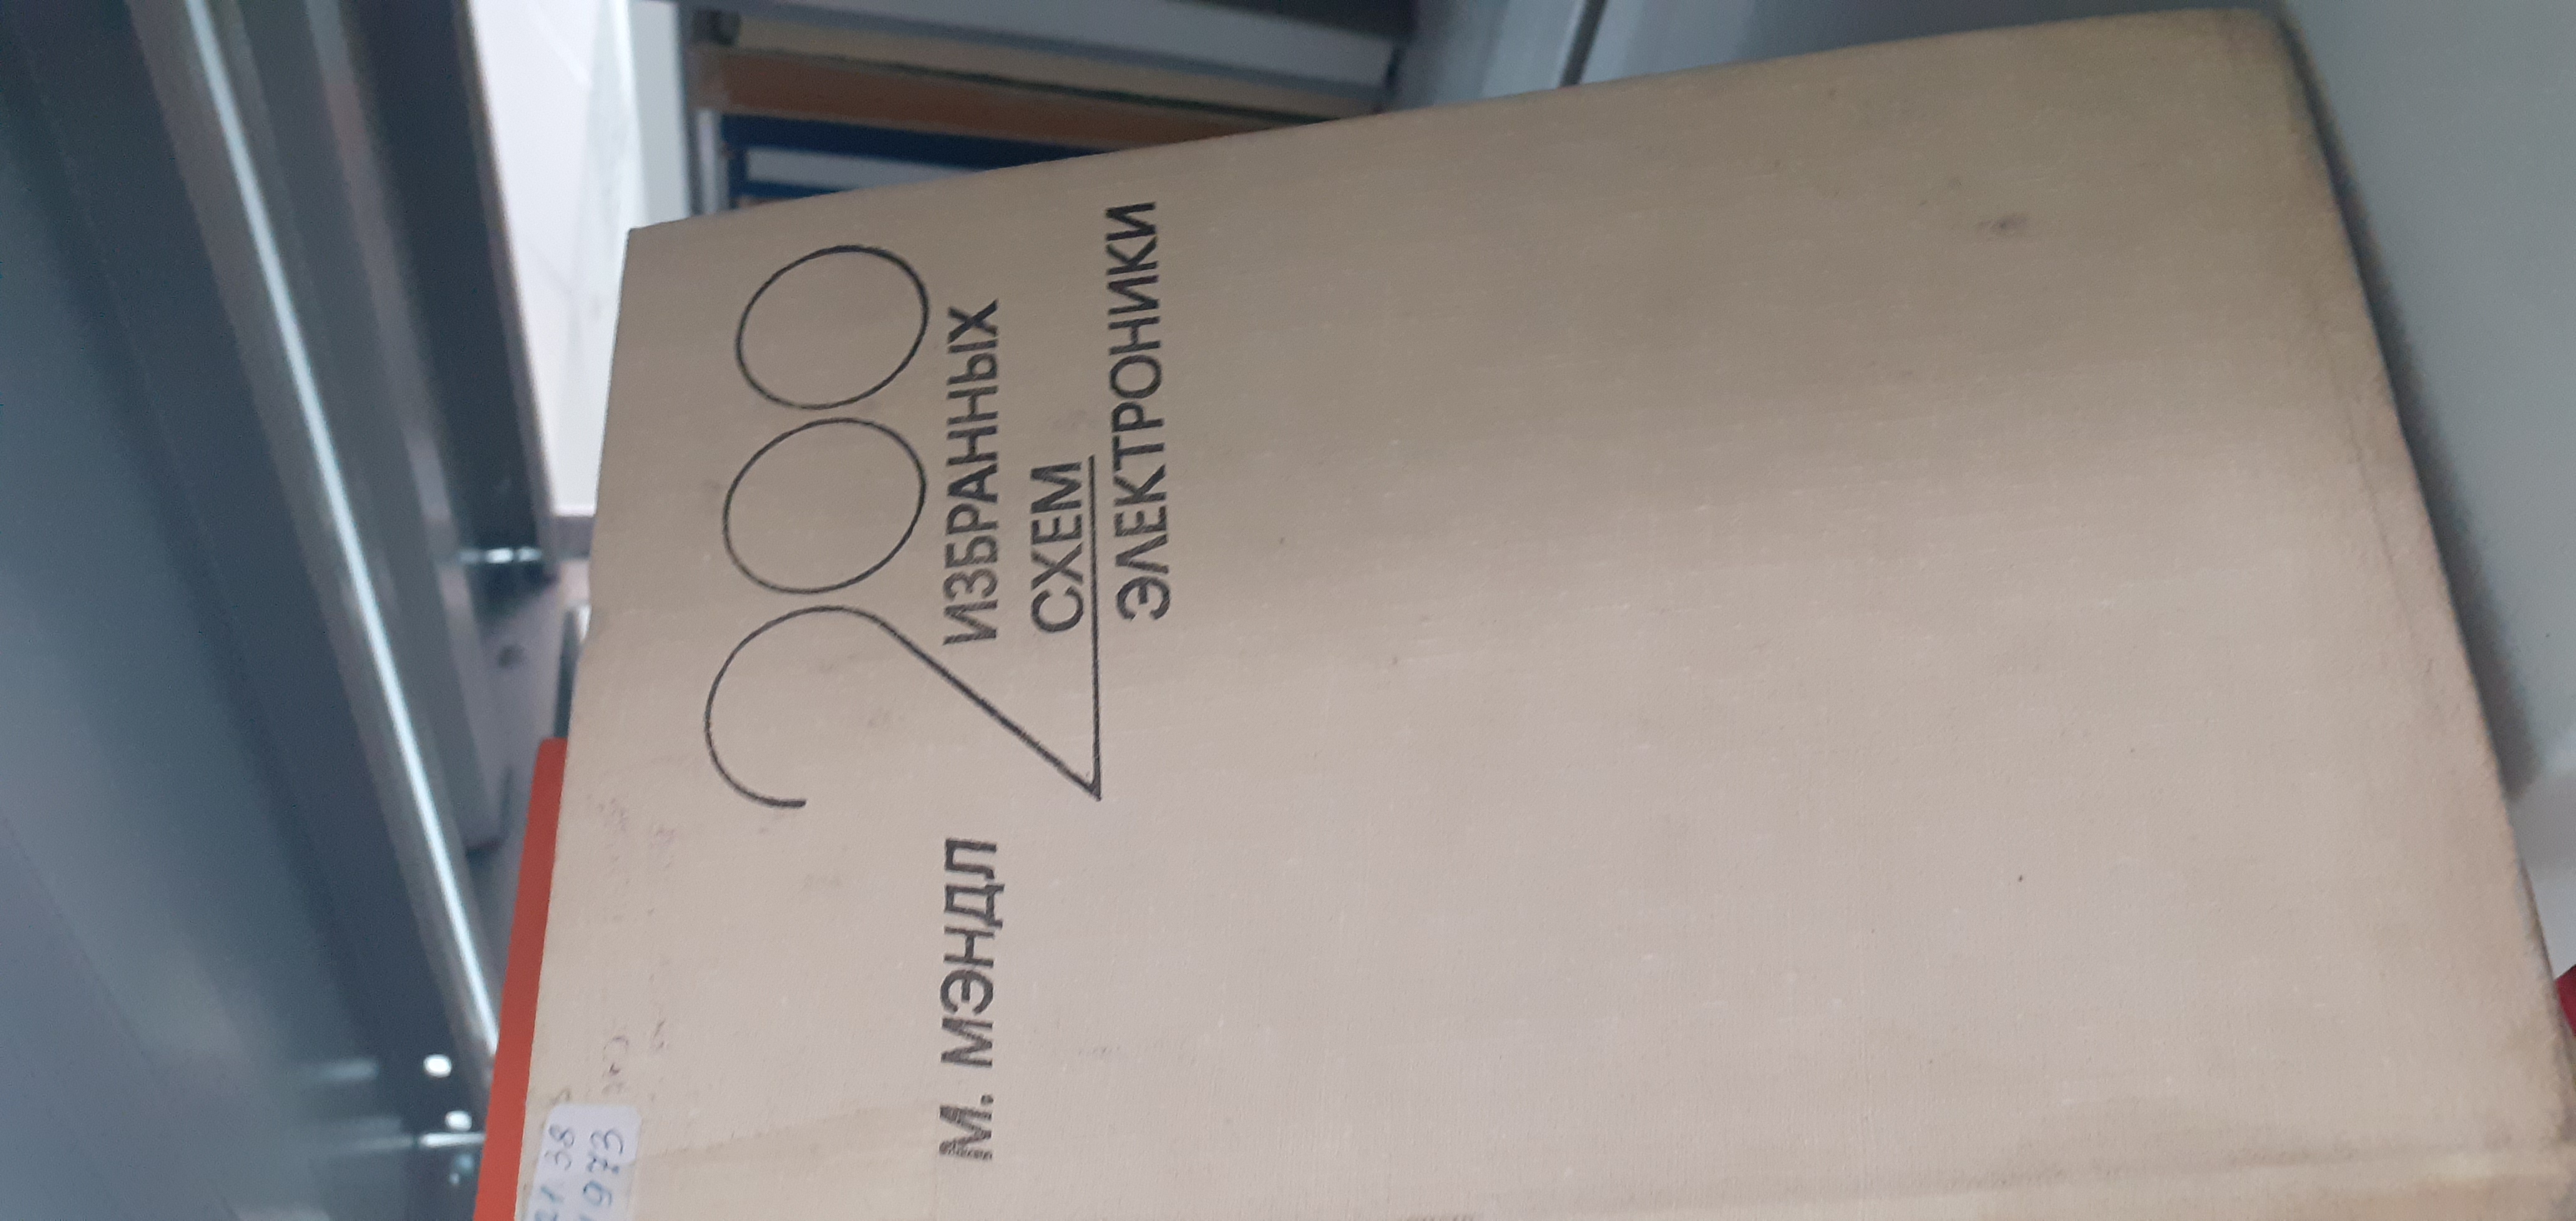 М. МЭНДЛ
200
ИЗБРАННЫХ
СХЕМ
ЭЛЕКТРОНИКИ